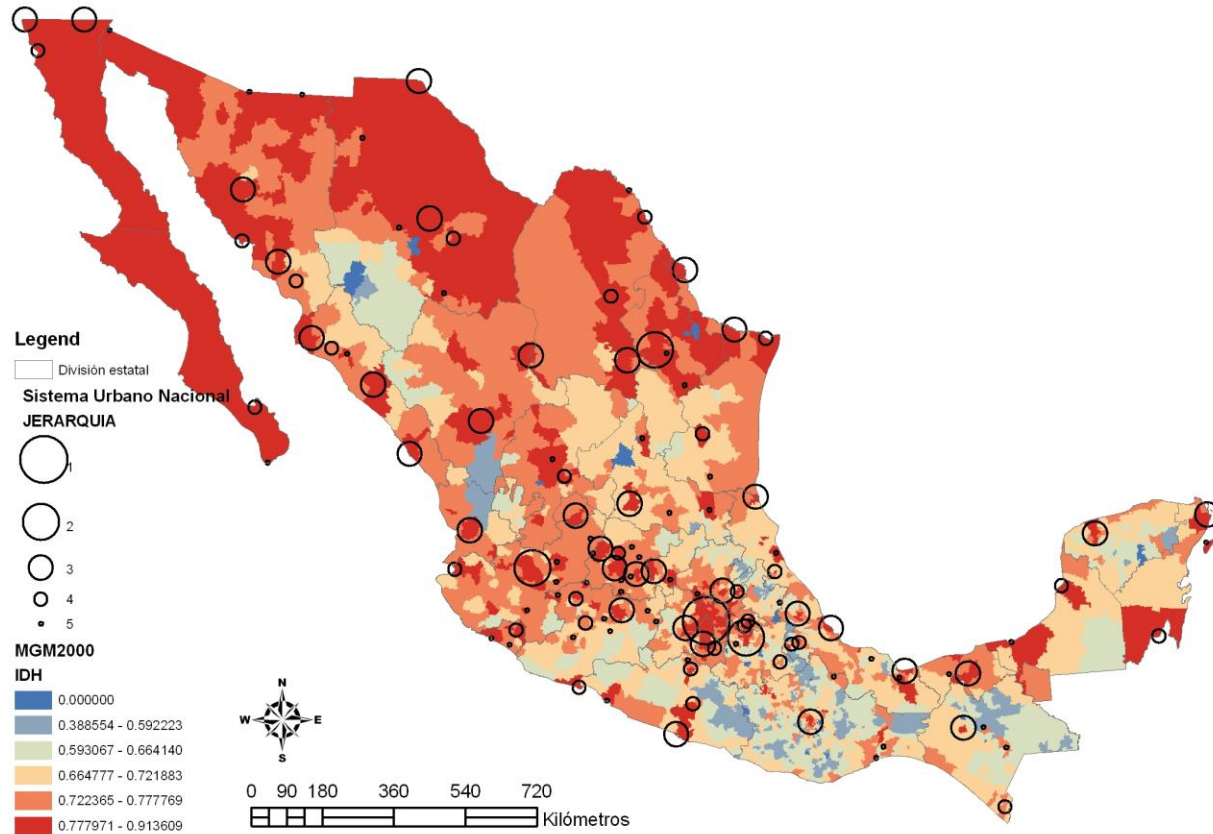 Legend
División estatal
Sistema Urbano Nacional
JERARQUIA
1
2
3
4
5
MGM2000
IDH
0.000000
0.388554 - 0.592223
0.593067 - 0.664140
0.664777 - 0.721883
0.722365 - 0.777769
0.777971 - 0.913609
N
W E
S
0 90 180 360 540 720
Kilómetros